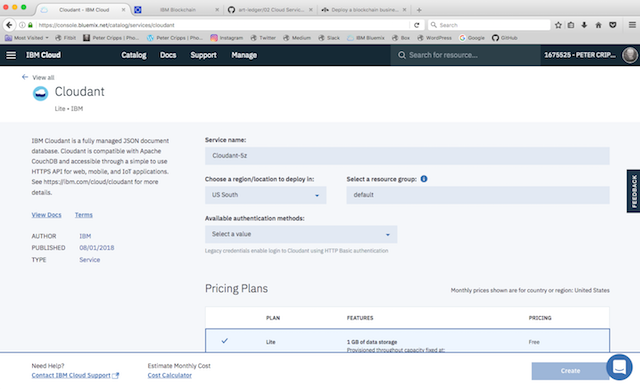 Cloudant - IBM Cloud
IBM Blockchain
am-wdger/02 Cloud Servic...
Deploy a blockchain busine...
https://console.bluemix.net/catalog/services/cloudant
Search
Most Visited
Fitbit
Peter Cripps | Pho...
Peter Cripps | Pho...
Instagram
Twitter
Medium
Slack
IBM Bluemix
Box
WordPress
Google
GitHub
IBM Cloud
Catalog
Docs
Support
Manage
Search for resource...
1675525 - PETER CRIP...
View all
Cloudant
Lite • IBM
IBM Cloudant is a fully managed JSON document
database. Cloudant is compatible with Apache
CouchDB and accessible through a simple to use
HTTPS API for web, mobile, and IoT applications.
See https://ibm.com/cloud/cloudant for more
details.
View Docs
Terms
AUTHOR IBM
PUBLISHED 08/01/2018
TYPE Service
Service name:
Cloudant-5z
Choose a region/location to deploy in:
Select a resource group:
US South
default
Available authentication methods:
Select a value
Legacy credentials enable login to Cloudant using HTTP Basic authentication
FEEDBACK
Pricing Plans
Monthly prices shown are for country or region: United States
PLAN FEATURES PRICING
Lite 1 GB of data storage Free
Provisioned throughput capacity fixed at:
Need Help?
Contact IBM Cloud Support
Estimate Monthly Cost
Cost Calculator
Create